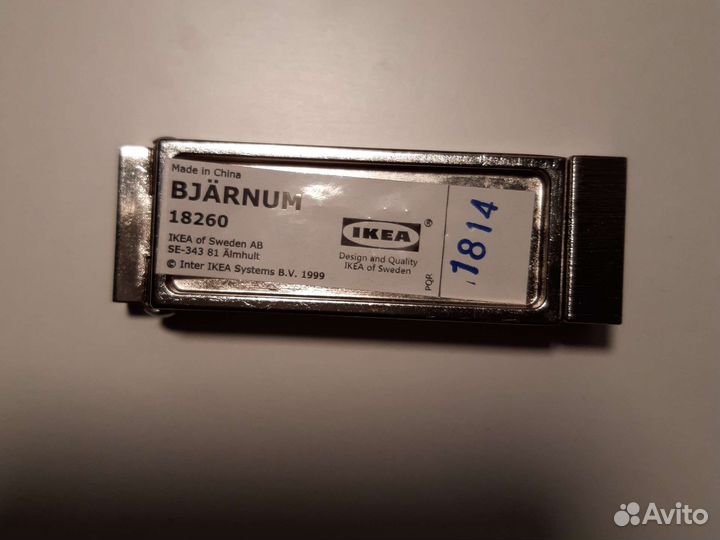 Made in China
BJÄRNUM
18260
IKEA of Sweden AB
SE-343 81 Älmhult
© Inter IKEA Systems B.V. 1999
IKEA ®
Design and Quality
IKEA of Sweden
PQR
1814
Avito